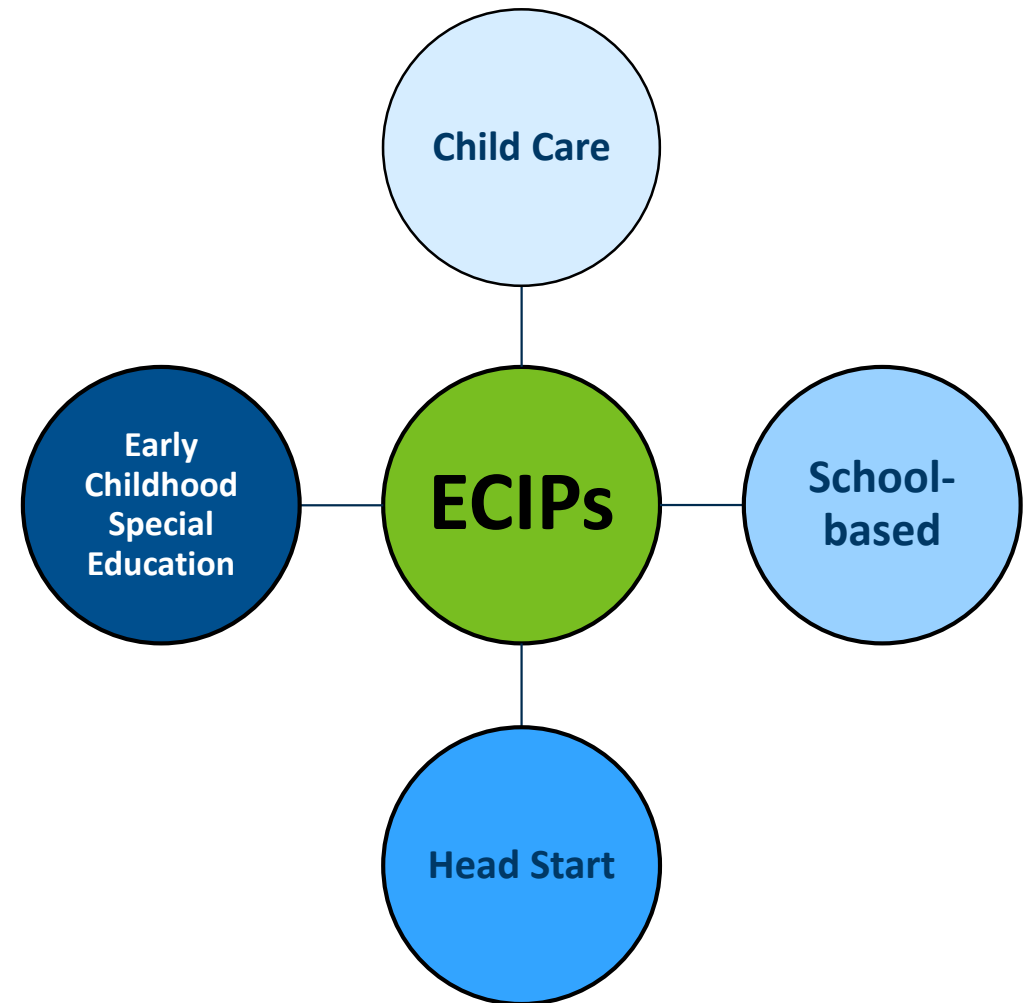 Child Care
Early
Childhood
Special
Education
ECIPs
School-
based
Head Start